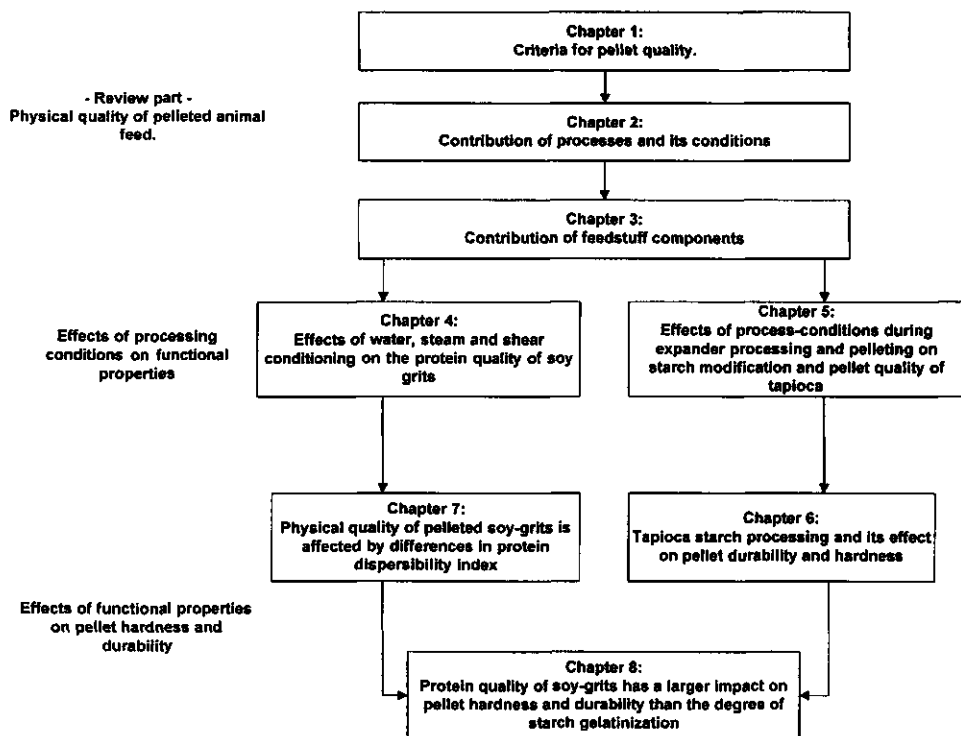 Chapter 1:
Criteria for pellet quality.
- Review part -
Physical quality of pelleted animal
feed.
Chapter 2:
Contribution of processes and its conditions
Chapter 3:
Contribution of feedstuff components
Effects of processing
conditions on functional
properties
Chapter 4:
Effects of water, steam and shear
conditioning on the protein quality of soy
grits
Chapter 5:
Effects of process-conditions during
expander processing and pelleting on
starch modification and pellet quality of
tapioca
Chapter 7:
Physical quality of pelleted soy-grits is
affected by differences in protein
dispersibility index
Chapter 6:
Tapioca starch processing and its effect
on pellet durability and hardness
Effects of functional properties
on pellet hardness and
durability
Chapter 8:
Protein quality of soy-grits has a larger impact on
pellet hardness and durability than the degree of
starch gelatinization